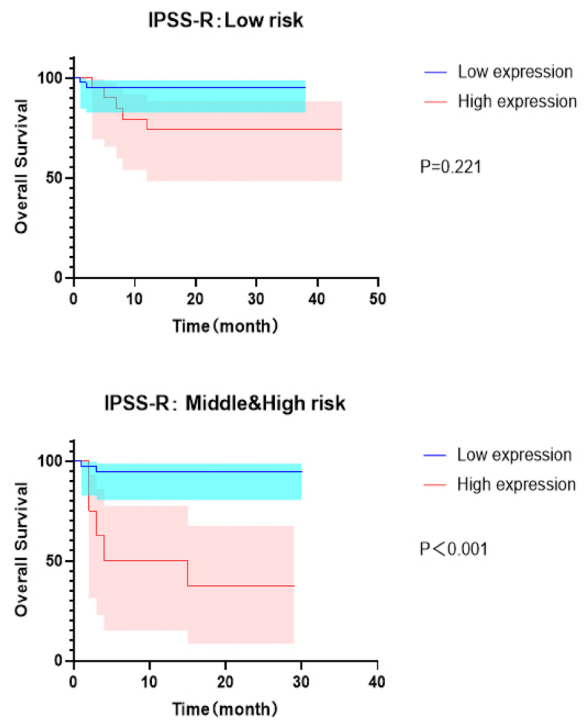 IPSS-R:Low risk
100
50
0
0 10 20 30 40 50
Overall Survival
Time(month)
Low expression
High expression
P=0.221
IPSS-R: Middle&High risk
100
50
0
0 10 20 30 40
Overall Survival
Time(month)
Low expression
High expression
P<0.001